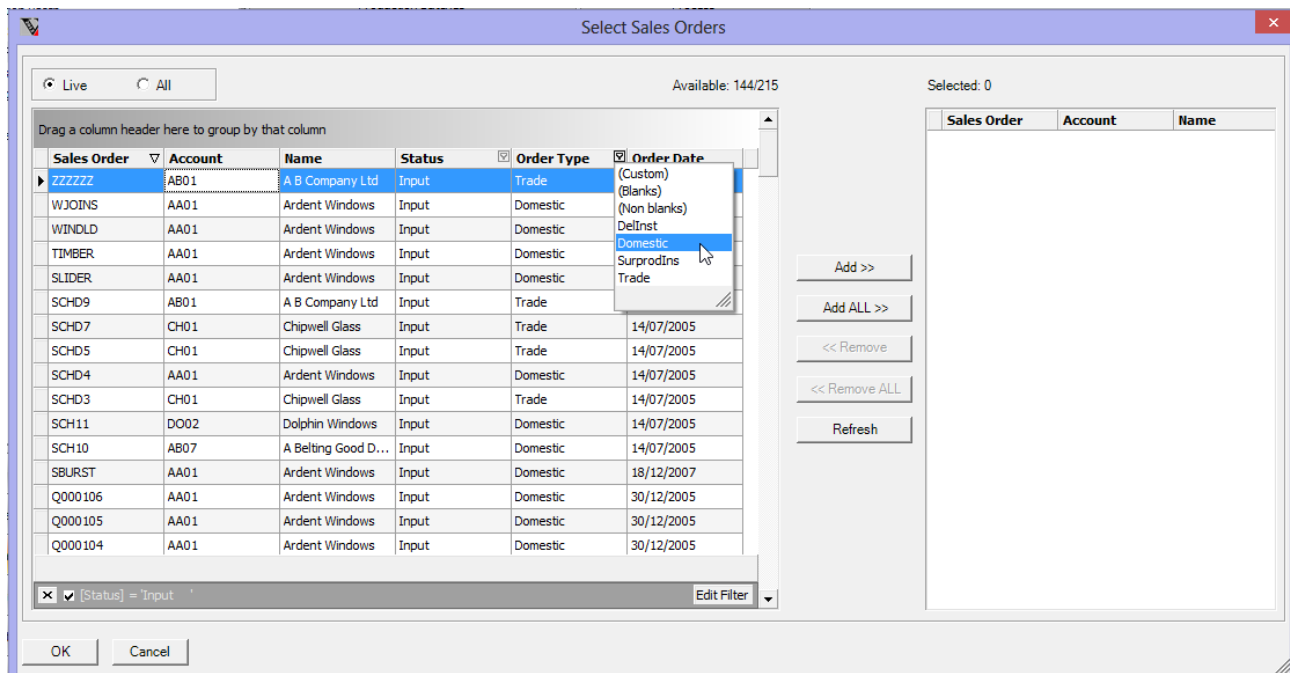 Select Sales Orders
Live All Available: 144/215 Selected: 0
Drag a column header here to group by that column
Sales Order Account Name Status Order Type Order Date
Sales Order Account Name
ZZZZZZ AB01 A B Company Ltd Input Trade
WJOINS AA01 Ardent Windows Input Domestic
WINDLD AA01 Ardent Windows Input Domestic
TIMBER AA01 Ardent Windows Input Domestic
SLIDER AA01 Ardent Windows Input Domestic
SCHD9 AB01 A B Company Ltd Input Trade
SCHD7 CH01 Chipwell Glass Input Trade 14/07/2005
SCHD5 CH01 Chipwell Glass Input Trade 14/07/2005
SCHD4 AA01 Ardent Windows Input Domestic 14/07/2005
SCHD3 CH01 Chipwell Glass Input Trade 14/07/2005
SCH11 DO02 Dolphin Windows Input Domestic 14/07/2005
SCH10 AB07 A Belting Good D... Input Domestic 14/07/2005
SBURST AA01 Ardent Windows Input Domestic 18/12/2007
Q000106 AA01 Ardent Windows Input Domestic 30/12/2005
Q000105 AA01 Ardent Windows Input Domestic 30/12/2005
Q000104 AA01 Ardent Windows Input Domestic 30/12/2005
(Custom)
(Blanks)
(Non blanks)
DelInst
Domestic
SurprodIns
Trade
Add >>
Add ALL >>
<< Remove
<< Remove ALL
Refresh
[Status] = 'Input ' Edit Filter
OK Cancel